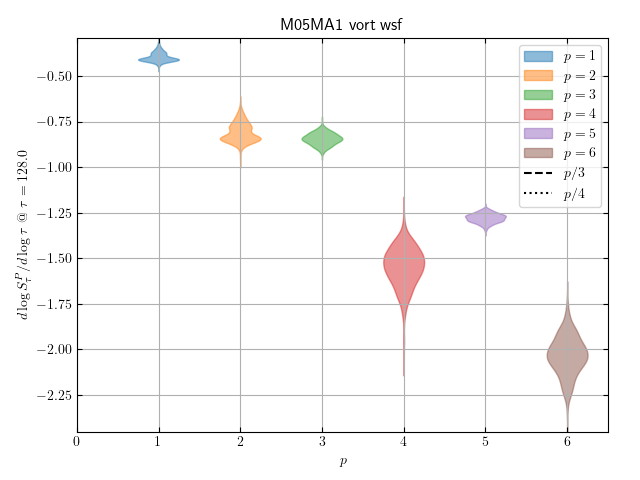 M05MA1 vort wsf
d log S_τ^P / d log τ @ τ = 128.0
−0.50
−0.75
−1.00
−1.25
−1.50
−1.75
−2.00
−2.25
p = 1
p = 2
p = 3
p = 4
p = 5
p = 6
p/3
p/4
0 1 2 3 4 5 6
p